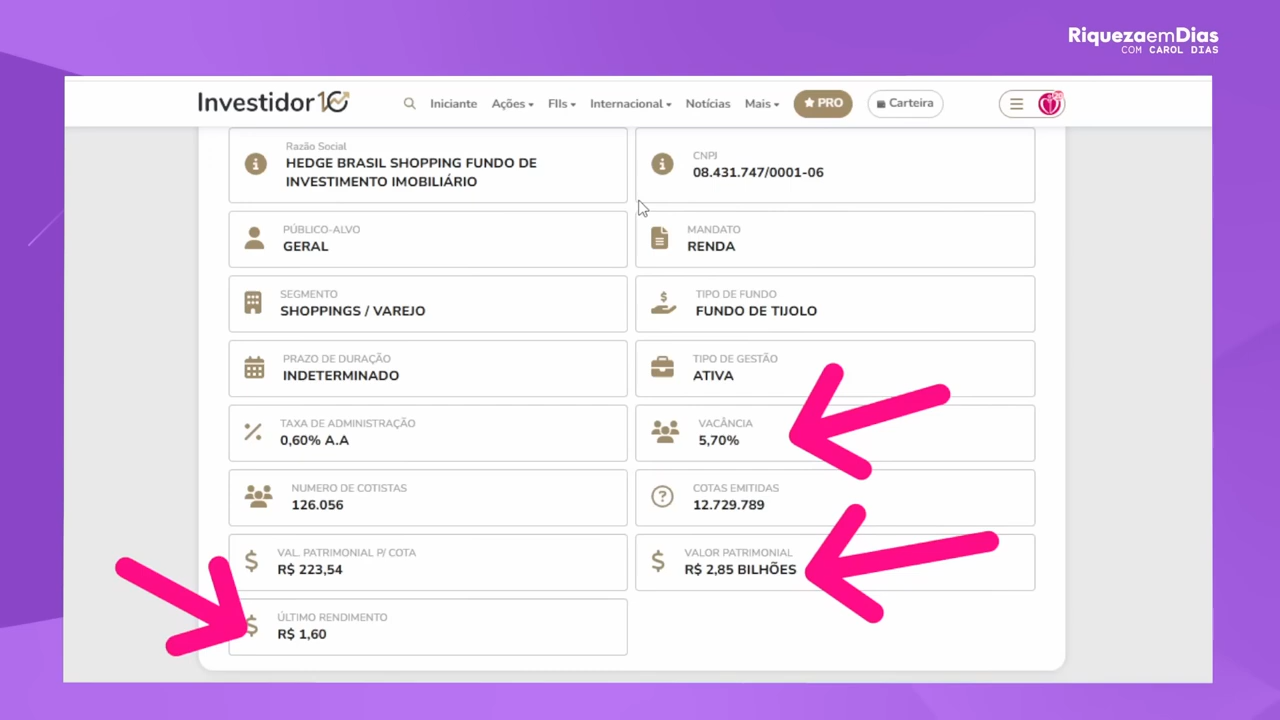 RiquezaemDias
COM CAROL DIAS
Investidor10
Iniciante Ações FIIs Internacional Notícias Mais PRO Carteira
Razão Social
HEDGE BRASIL SHOPPING FUNDO DE
INVESTIMENTO IMOBILIÁRIO
CNPJ
08.431.747/0001-06
PÚBLICO-ALVO
GERAL
MANDATO
RENDA
SEGMENTO
SHOPPINGS / VAREJO
TIPO DE FUNDO
FUNDO DE TIJOLO
PRAZO DE DURAÇÃO
INDETERMINADO
TIPO DE GESTÃO
ATIVA
TAXA DE ADMINISTRAÇÃO
0,60% A.A
VACÂNCIA
5,70%
NUMERO DE COTISTAS
126.056
COTAS EMITIDAS
12.729.789
VAL. PATRIMONIAL P/ COTA
R$ 223,54
VALOR PATRIMONIAL
R$ 2,85 BILHÕES
ÚLTIMO RENDIMENTO
R$ 1,60